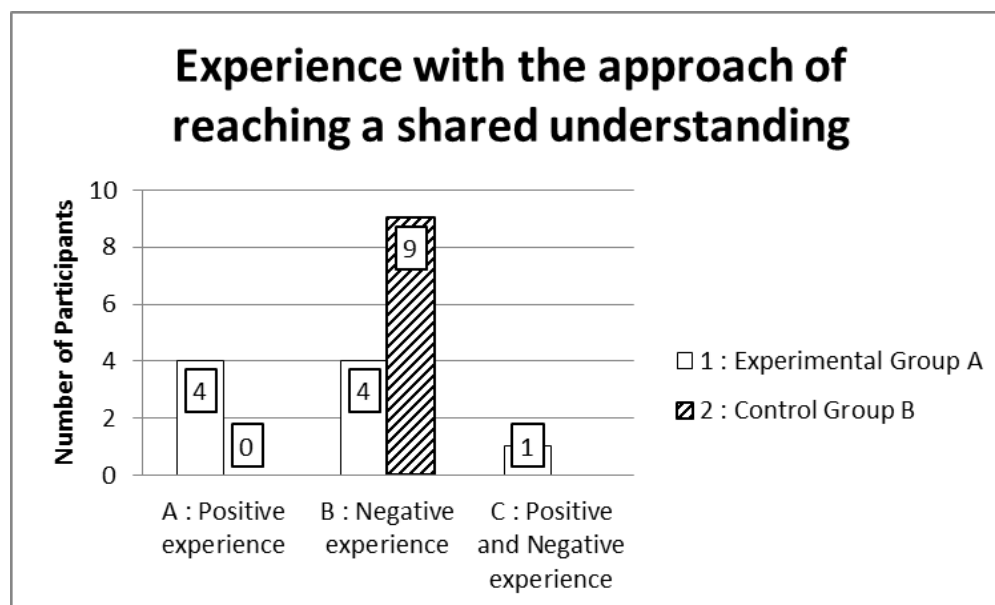 Experience with the approach of
reaching a shared understanding
Number of Participants
10
8
6
4
2
0
4
0
4
9
1
A : Positive
experience
B : Negative
experience
C : Positive
and Negative
experience
1 : Experimental Group A
2 : Control Group B